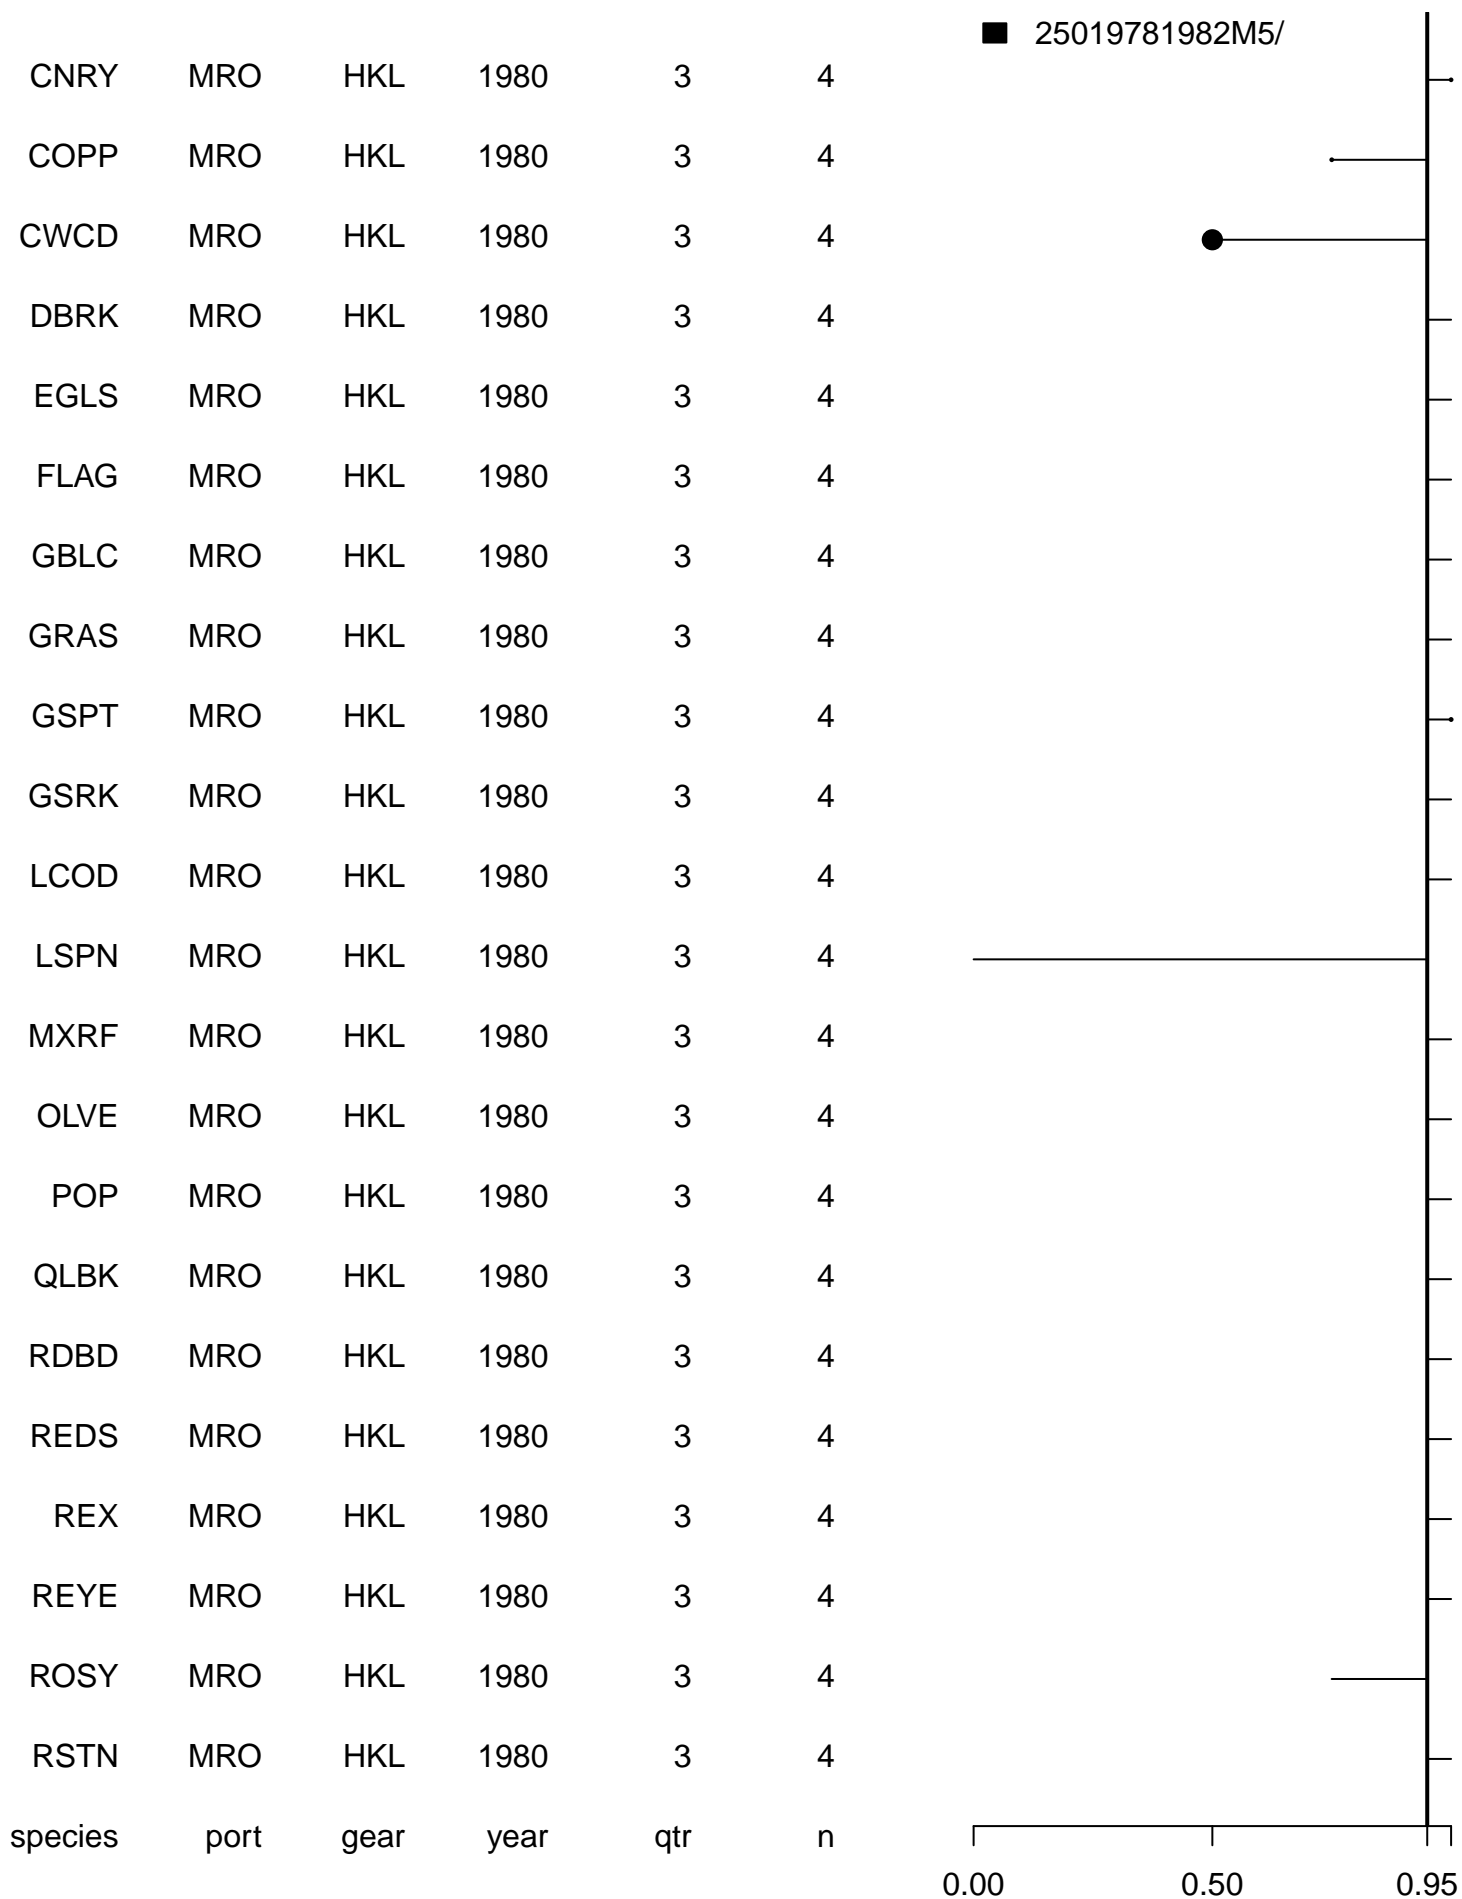 25019781982M5/
CNRY MRO HKL 1980 3 4
COPP MRO HKL 1980 3 4
CWCD MRO HKL 1980 3 4
DBRK MRO HKL 1980 3 4
EGLS MRO HKL 1980 3 4
FLAG MRO HKL 1980 3 4
GBLC MRO HKL 1980 3 4
GRAS MRO HKL 1980 3 4
GSPT MRO HKL 1980 3 4
GSRK MRO HKL 1980 3 4
LCOD MRO HKL 1980 3 4
LSPN MRO HKL 1980 3 4
MXRF MRO HKL 1980 3 4
OLVE MRO HKL 1980 3 4
POP MRO HKL 1980 3 4
QLBK MRO HKL 1980 3 4
RDBD MRO HKL 1980 3 4
REDS MRO HKL 1980 3 4
REX MRO HKL 1980 3 4
REYE MRO HKL 1980 3 4
ROSY MRO HKL 1980 3 4
RSTN MRO HKL 1980 3 4
species port gear year qtr n
0.00 0.50 0.95